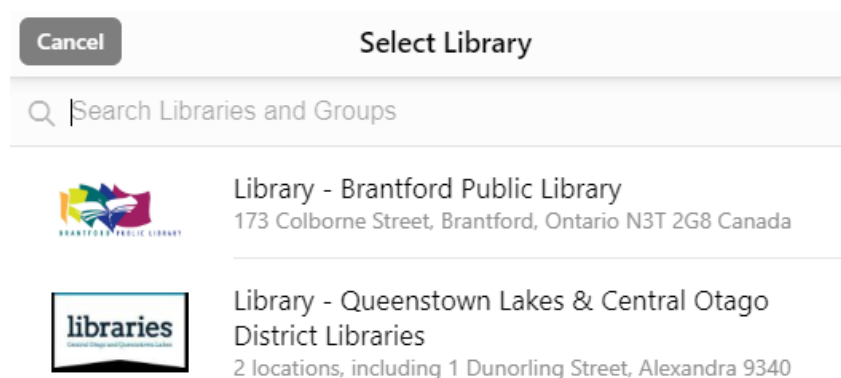 Cancel
Select Library
Search Libraries and Groups
Library - Brantford Public Library
173 Colborne Street, Brantford, Ontario N3T 2G8 Canada
BRANTFORD PUBLIC LIBRARY
Library - Queenstown Lakes & Central Otago
District Libraries
2 locations, including 1 Dunorling Street, Alexandra 9340
libraries
Central Otago and Queenstown Lakes